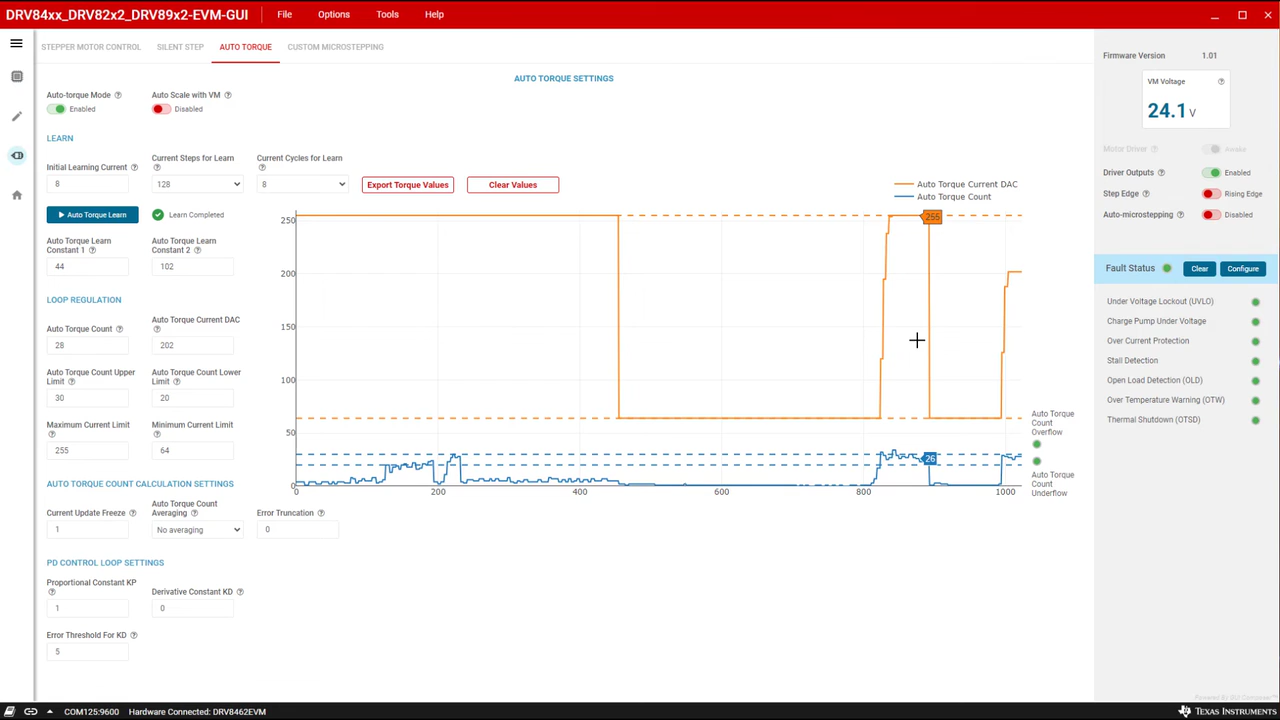 DRV84xx_DRV82x2_DRV89x2-EVM-GUI
File Options Tools Help
STEPPER MOTOR CONTROL SILENT STEP AUTO TORQUE CUSTOM MICROSTEPPING
AUTO TORQUE SETTINGS
Auto-torque Mode
Enabled
Auto Scale with VM
Disabled
LEARN
Initial Learning Current
8
Current Steps for Learn
128
Current Cycles for Learn
8
Export Torque Values
Clear Values
Auto Torque Learn
Learn Completed
Auto Torque Learn
Constant 1
44
Auto Torque Learn
Constant 2
102
LOOP REGULATION
Auto Torque Count
28
Auto Torque Current DAC
202
Auto Torque Count Upper
Limit
30
Auto Torque Count Lower
Limit
20
Maximum Current Limit
255
Minimum Current Limit
64
AUTO TORQUE COUNT CALCULATION SETTINGS
Current Update Freeze
1
Auto Torque Count
Averaging
No averaging
Error Truncation
0
PD CONTROL LOOP SETTINGS
Proportional Constant KP
1
Derivative Constant KD
0
Error Threshold For KD
5
Auto Torque Current DAC
Auto Torque Count
250
200
150
100
50
0
0 200 400 600 800 1000
255
26
Auto Torque
Count
Overflow
Auto Torque
Count
Underflow
Firmware Version 1.01
VM Voltage
24.1 V
Motor Driver Awake
Driver Outputs Enabled
Step Edge Rising Edge
Auto-microstepping Disabled
Fault Status Clear Configure
Under Voltage Lockout (UVLO)
Charge Pump Under Voltage
Over Current Protection
Stall Detection
Open Load Detection (OLD)
Over Temperature Warning (OTW)
Thermal Shutdown (OTSD)
Powered By GUI Composer™
COM125:9600 Hardware Connected: DRV8462EVM
TEXAS INSTRUMENTS